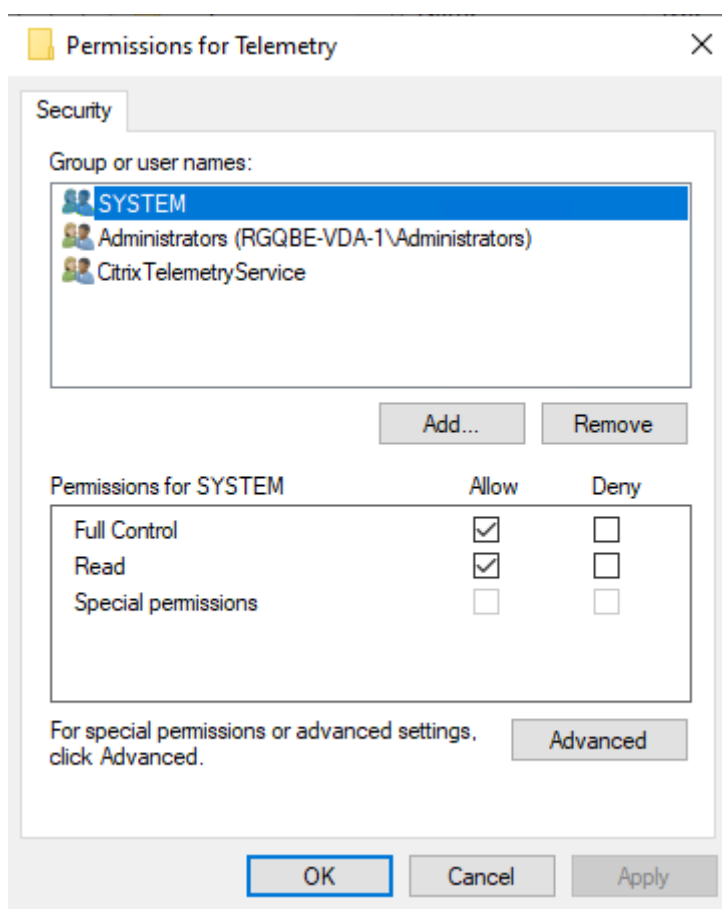 Permissions for Telemetry
Security
Group or user names:
SYSTEM
Administrators (RGQBE-VDA-1\Administrators)
CitrixTelemetryService
Add...
Remove
Permissions for SYSTEM Allow Deny
Full Control
Read
Special permissions
For special permissions or advanced settings,
click Advanced.
Advanced
OK
Cancel
Apply